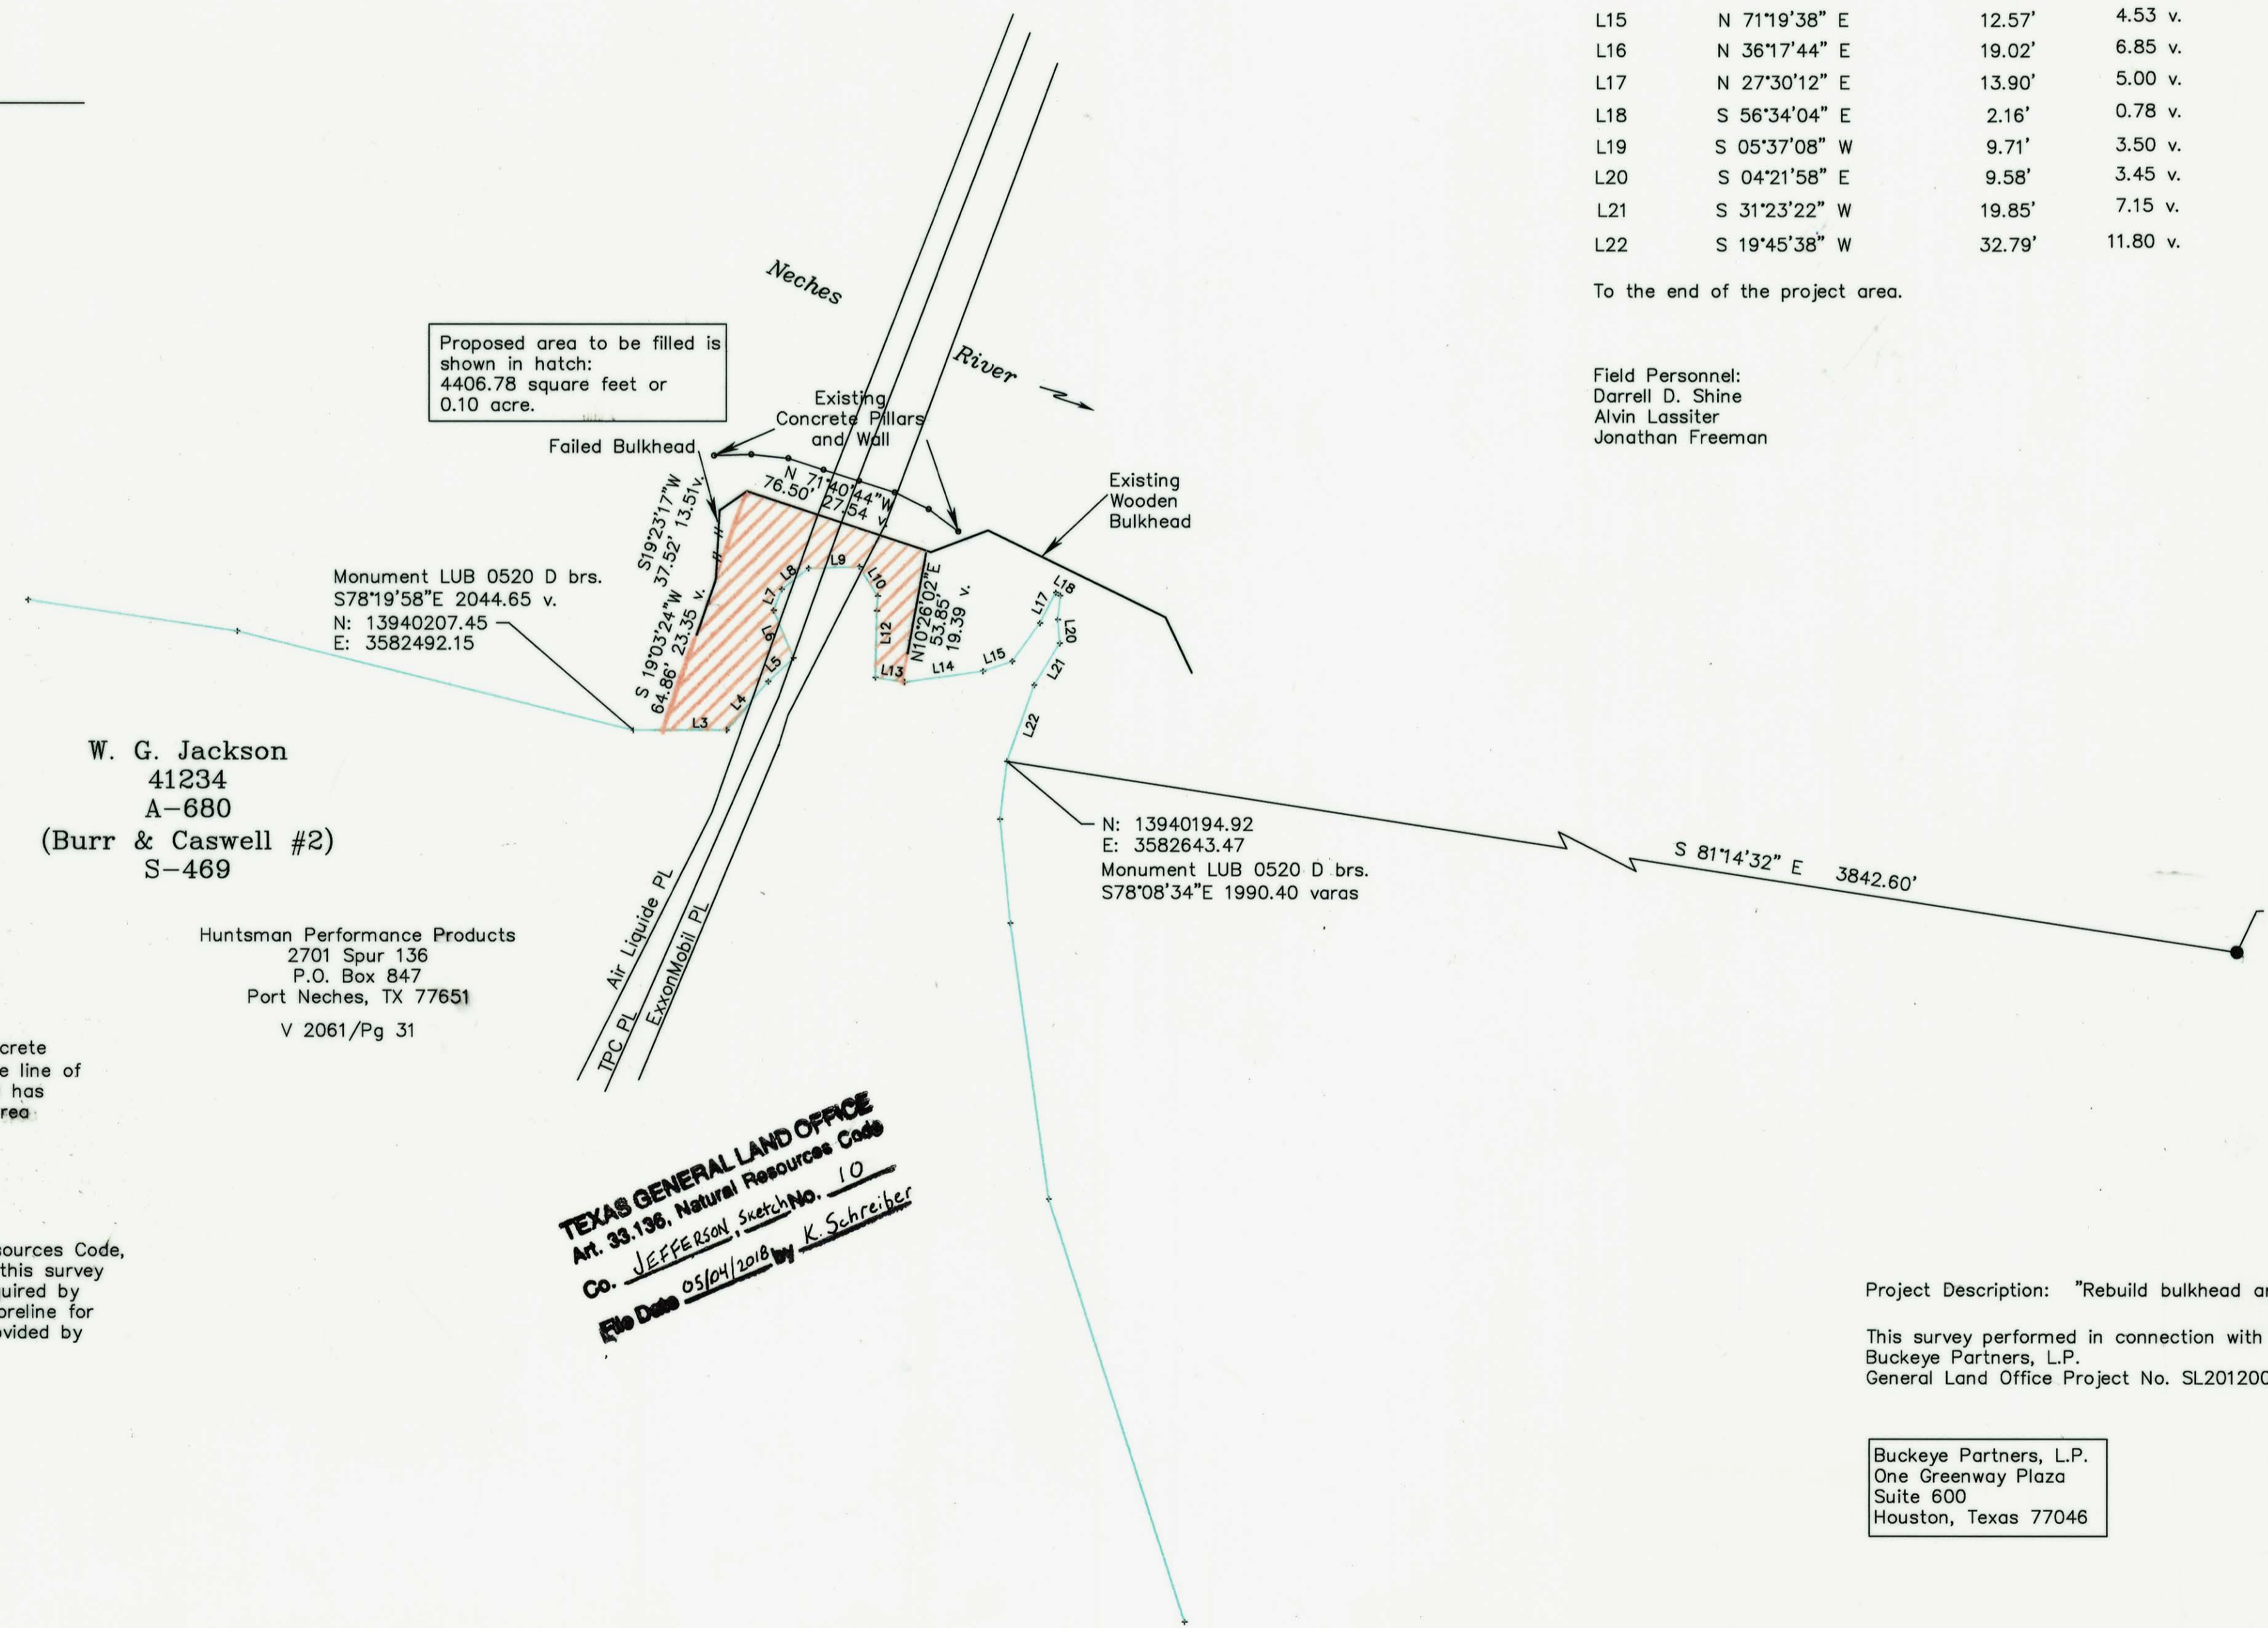 L15 N 71°19'38" E 12.57' 4.53 v.
L16 N 36°17'44" E 19.02' 6.85 v.
L17 N 27°30'12" E 13.90' 5.00 v.
L18 S 56°34'04" E 2.16' 0.78 v.
L19 S 05°37'08" W 9.71' 3.50 v.
L20 S 04°21'58" E 9.58' 3.45 v.
L21 S 31°23'22" W 19.85' 7.15 v.
L22 S 19°45'38" W 32.79' 11.80 v.
To the end of the project area.
Field Personnel:
Darrell D. Shine
Alvin Lassiter
Jonathan Freeman
Neches
River
Proposed area to be filled is
shown in hatch:
4406.78 square feet or
0.10 acre.
Existing
Concrete Pillars
and Wall
Failed Bulkhead
N 71°40'44"W
76.50' 27.54 v.
Existing
Wooden
Bulkhead
S19°23'17"W
37.52' 13.51v.
S 19°03'24"W
64.86' 23.35 v.
N10°26'02"E
53.85'
19.39 v.
Monument LUB 0520 D brs.
S78°19'58"E 2044.65 v.
N: 13940207.45
E: 3582492.15
L3
L4
L5
L6
L7
L8
L9
L10
L12
L13
L14
L15
L17
L18
L20
L21
L22
W. G. Jackson
41234
A-680
(Burr & Caswell #2)
S-469
N: 13940194.92
E: 3582643.47
Monument LUB 0520 D brs.
S78°08'34"E 1990.40 varas
S 81°14'32" E 3842.60'
Huntsman Performance Products
2701 Spur 136
P.O. Box 847
Port Neches, TX 77651
V 2061/Pg 31
Air Liquide PL
TPC PL
ExxonMobil PL
crete
e line of
has
rea
TEXAS GENERAL LAND OFFICE
Art. 33.136, Natural Resources Code
Co. JEFFERSON, Sketch No. 10
File Date 05/04/2018 by K. Schreiber
ources Code,
this survey
quired by
oreline for
ovided by
Project Description: "Rebuild bulkhead a
This survey performed in connection with
Buckeye Partners, L.P.
General Land Office Project No. SL201200
Buckeye Partners, L.P.
One Greenway Plaza
Suite 600
Houston, Texas 77046